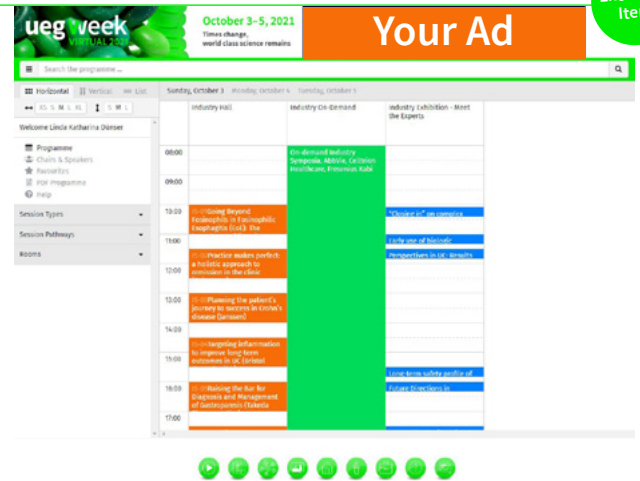 ueg week
VIRTUAL 2021
October 3–5, 2021
Times change,
world class science remains
Your Ad
Search the programme ...
Horizontal Vertical List
XS S M L XL S M L
Welcome Linda Katharina Dünser
Programme
Chairs & Speakers
Favourites
PDF Programme
Help
Session Types
Session Pathways
Rooms
Sunday, October 3 Monday, October 4 Tuesday, October 5
Industry Hall
Industry On-Demand
Industry Exhibition - Meet
the Experts
08:00
On-demand Industry
Symposia: AbbVie, Celltrion
Healthcare, Fresenius Kabi
09:00
10:00
Going Beyond
Eosinophils in Eosinophilic
Esophagitis (EoE): The
"Closing in" on complex
11:00
Early use of biologic
Practice makes perfect:
a holistic approach to
remission in the clinic
Perspectives in UC: Results
12:00
13:00
Planning the patient's
journey to success in Crohn's
disease (Janssen)
14:00
Targeting inflammation
to improve long-term
outcomes in UC (Bristol
15:00
Long-term safety profile of
16:00
Raising the Bar for
Diagnosis and Management
of Gastroparesis (Takeda
Future Directions in
17:00